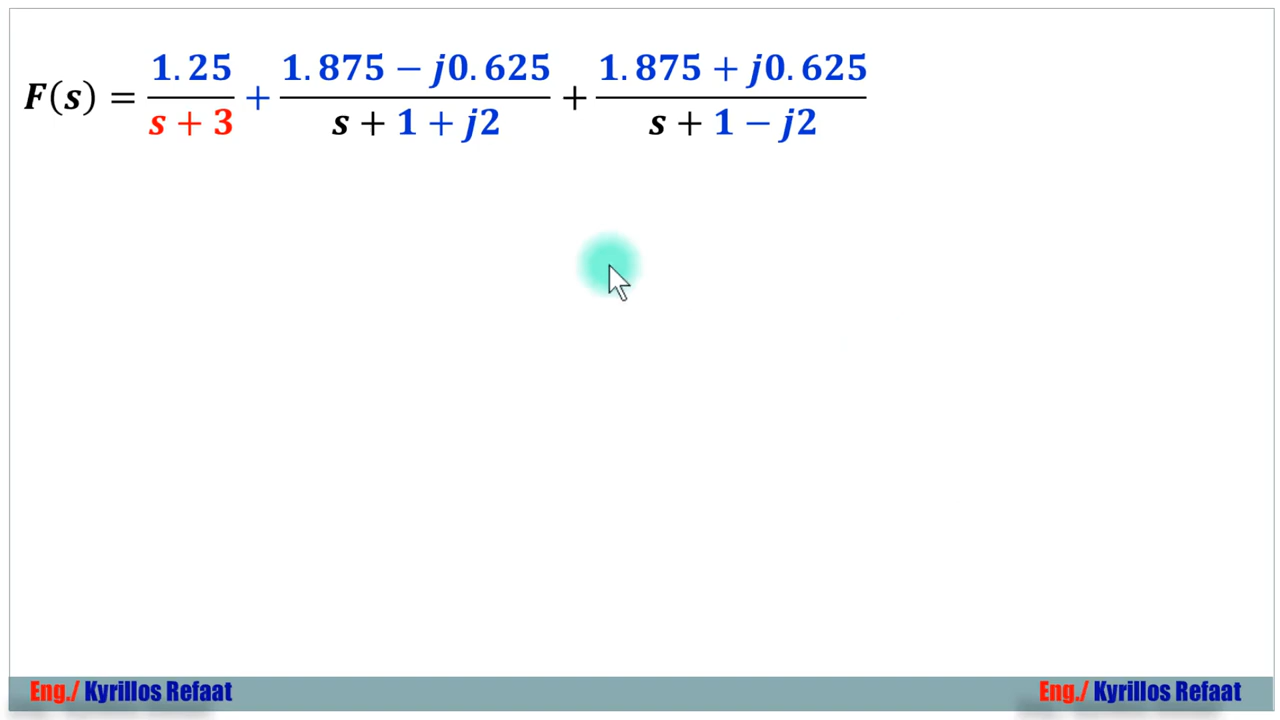 F(s) = 1.25/(s + 3) + (1.875 − j0.625)/(s + 1 + j2) + (1.875 + j0.625)/(s + 1 − j2)
Eng./ Kyrillos Refaat Eng./ Kyrillos Refaat